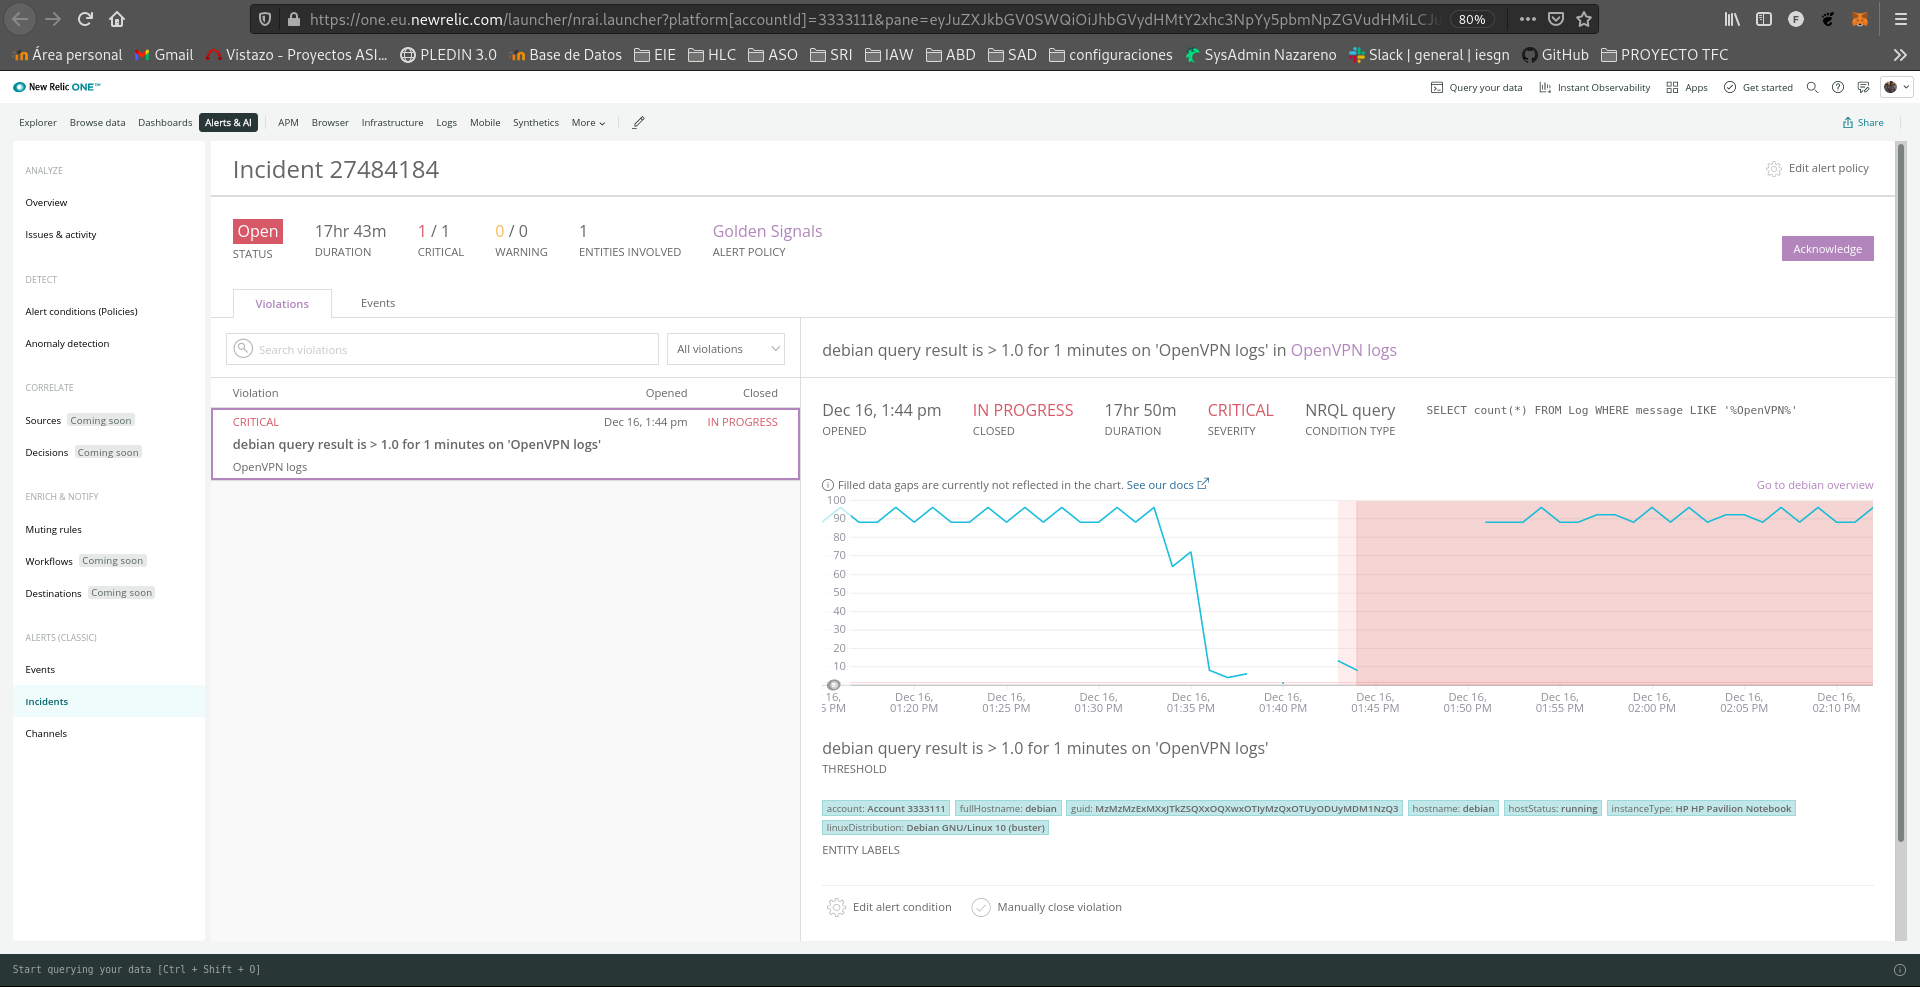 https://one.eu.newrelic.com/launcher/nrai.launcher?platform[accountId]=3333111&pane=eyJuZXJkbGV0SWQiOiJhbGVydHMtY2xhc3NpYy5pbmNpZGVudHMiLCJu 80%
Área personal Gmail Vistazo - Proyectos ASI... PLEDIN 3.0 Base de Datos EIE HLC ASO SRI IAW ABD SAD configuraciones SysAdmin Nazareno Slack | general | iesgn GitHub PROYECTO TFC
New Relic ONE™ Query your data Instant Observability Apps Get started
Explorer Browse data Dashboards Alerts & AI APM Browser Infrastructure Logs Mobile Synthetics More Share
ANALYZE
Overview
Issues & activity
DETECT
Alert conditions (Policies)
Anomaly detection
CORRELATE
Sources Coming soon
Decisions Coming soon
ENRICH & NOTIFY
Muting rules
Workflows Coming soon
Destinations Coming soon
ALERTS (CLASSIC)
Events
Incidents
Channels
Incident 27484184 Edit alert policy
Open 17hr 43m 1 / 1 0 / 0 1 Golden Signals
STATUS DURATION CRITICAL WARNING ENTITIES INVOLVED ALERT POLICY
Acknowledge
Violations Events
Search violations All violations
Violation Opened Closed
CRITICAL Dec 16, 1:44 pm IN PROGRESS
debian query result is > 1.0 for 1 minutes on 'OpenVPN logs'
OpenVPN logs
debian query result is > 1.0 for 1 minutes on 'OpenVPN logs' in OpenVPN logs
Dec 16, 1:44 pm IN PROGRESS 17hr 50m CRITICAL NRQL query SELECT count(*) FROM Log WHERE message LIKE '%OpenVPN%'
OPENED CLOSED DURATION SEVERITY CONDITION TYPE
Filled data gaps are currently not reflected in the chart. See our docs Go to debian overview
100
90
80
70
60
50
40
30
20
10
16, Dec 16, Dec 16, Dec 16, Dec 16, Dec 16, Dec 16, Dec 16, Dec 16, Dec 16, Dec 16, Dec 16,
5 PM 01:20 PM 01:25 PM 01:30 PM 01:35 PM 01:40 PM 01:45 PM 01:50 PM 01:55 PM 02:00 PM 02:05 PM 02:10 PM
debian query result is > 1.0 for 1 minutes on 'OpenVPN logs'
THRESHOLD
account: Account 3333111 fullHostname: debian guid: MzMzMzExMXxJTkZSQXxOQXwxOTIyMzQxOTUyODUyMDM1NzQ3 hostname: debian hostStatus: running instanceType: HP HP Pavilion Notebook
linuxDistribution: Debian GNU/Linux 10 (buster)
ENTITY LABELS
Edit alert condition Manually close violation
Start querying your data [Ctrl + Shift + O]